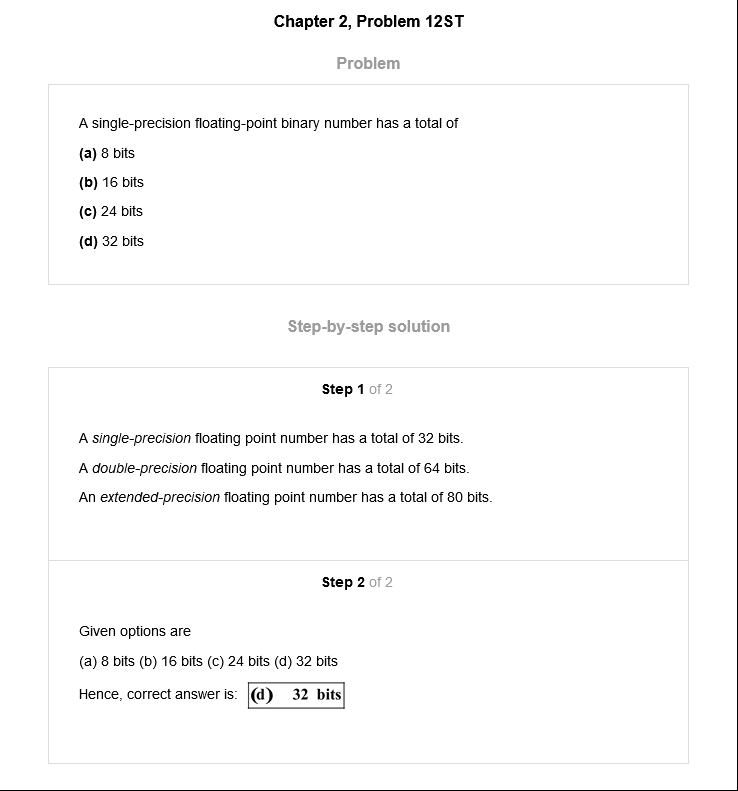 Chapter 2, Problem 12ST
Problem
A single-precision floating-point binary number has a total of
(a) 8 bits
(b) 16 bits
(c) 24 bits
(d) 32 bits
Step-by-step solution
Step 1 of 2
A single-precision floating point number has a total of 32 bits.
A double-precision floating point number has a total of 64 bits.
An extended-precision floating point number has a total of 80 bits.
Step 2 of 2
Given options are
(a) 8 bits (b) 16 bits (c) 24 bits (d) 32 bits
Hence, correct answer is: (d) 32 bits